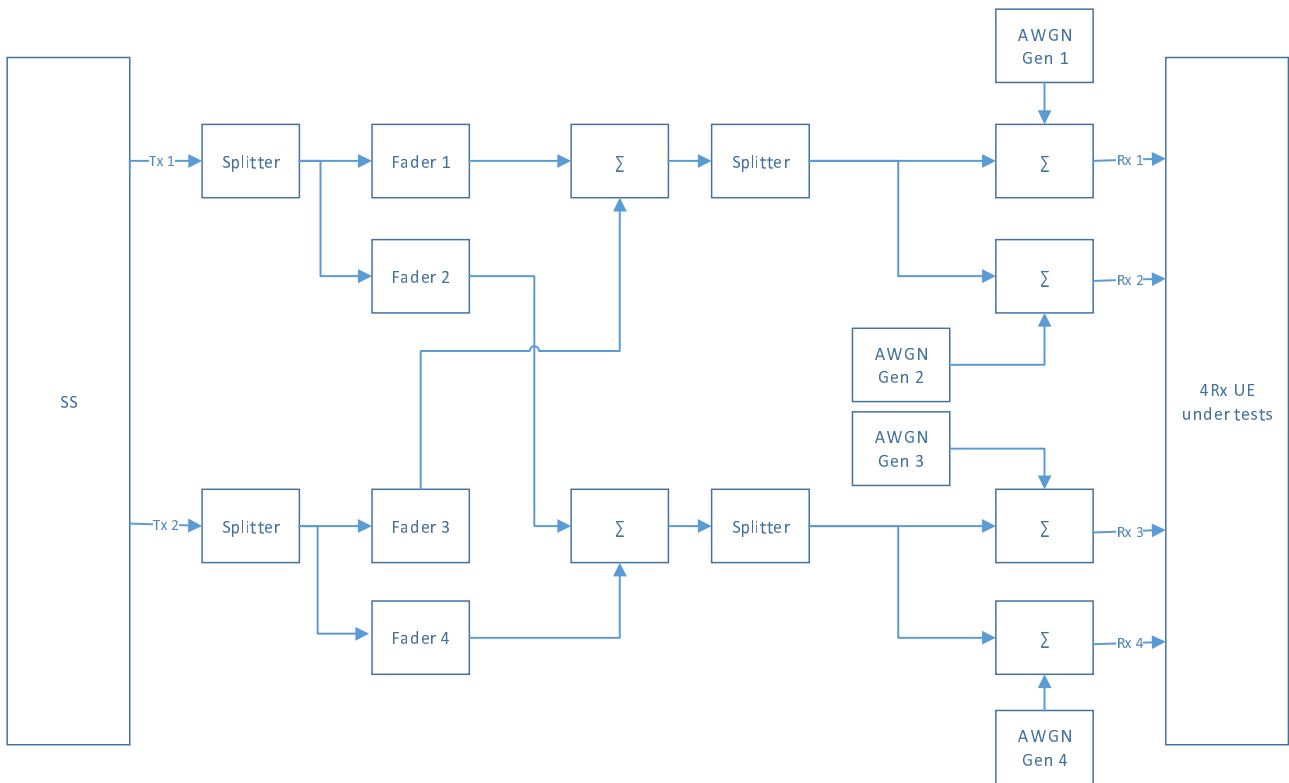 AWGN
Gen 1
Tx 1
Splitter
Fader 1
∑
Splitter
∑
Rx 1
Fader 2
∑
Rx 2
AWGN
Gen 2
SS
4Rx UE
under tests
AWGN
Gen 3
Tx 2
Splitter
Fader 3
∑
Splitter
∑
Rx 3
Fader 4
∑
Rx 4
AWGN
Gen 4